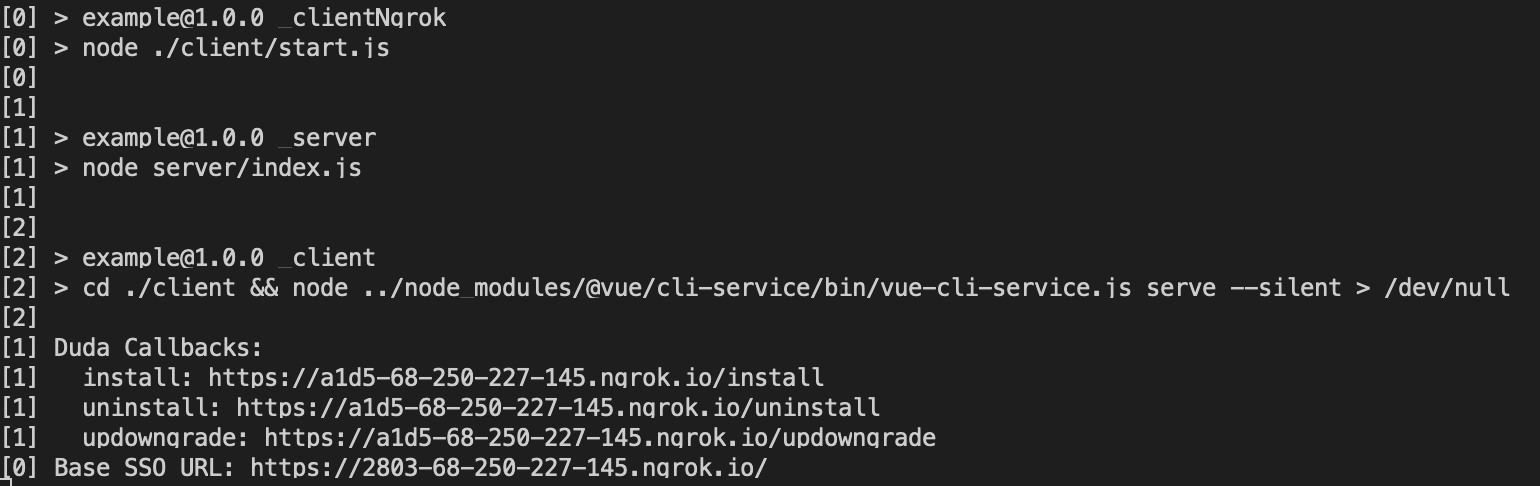 [0] > example@1.0.0 _clientNgrok
[0] > node ./client/start.js
[0]
[1]
[1] > example@1.0.0 _server
[1] > node server/index.js
[1]
[2]
[2] > example@1.0.0 _client
[2] > cd ./client && node ../node_modules/@vue/cli-service/bin/vue-cli-service.js serve --silent > /dev/null
[2]
[1] Duda Callbacks:
[1]   install: https://a1d5-68-250-227-145.ngrok.io/install
[1]   uninstall: https://a1d5-68-250-227-145.ngrok.io/uninstall
[1]   updowngrade: https://a1d5-68-250-227-145.ngrok.io/updowngrade
[0] Base SSO URL: https://2803-68-250-227-145.ngrok.io/